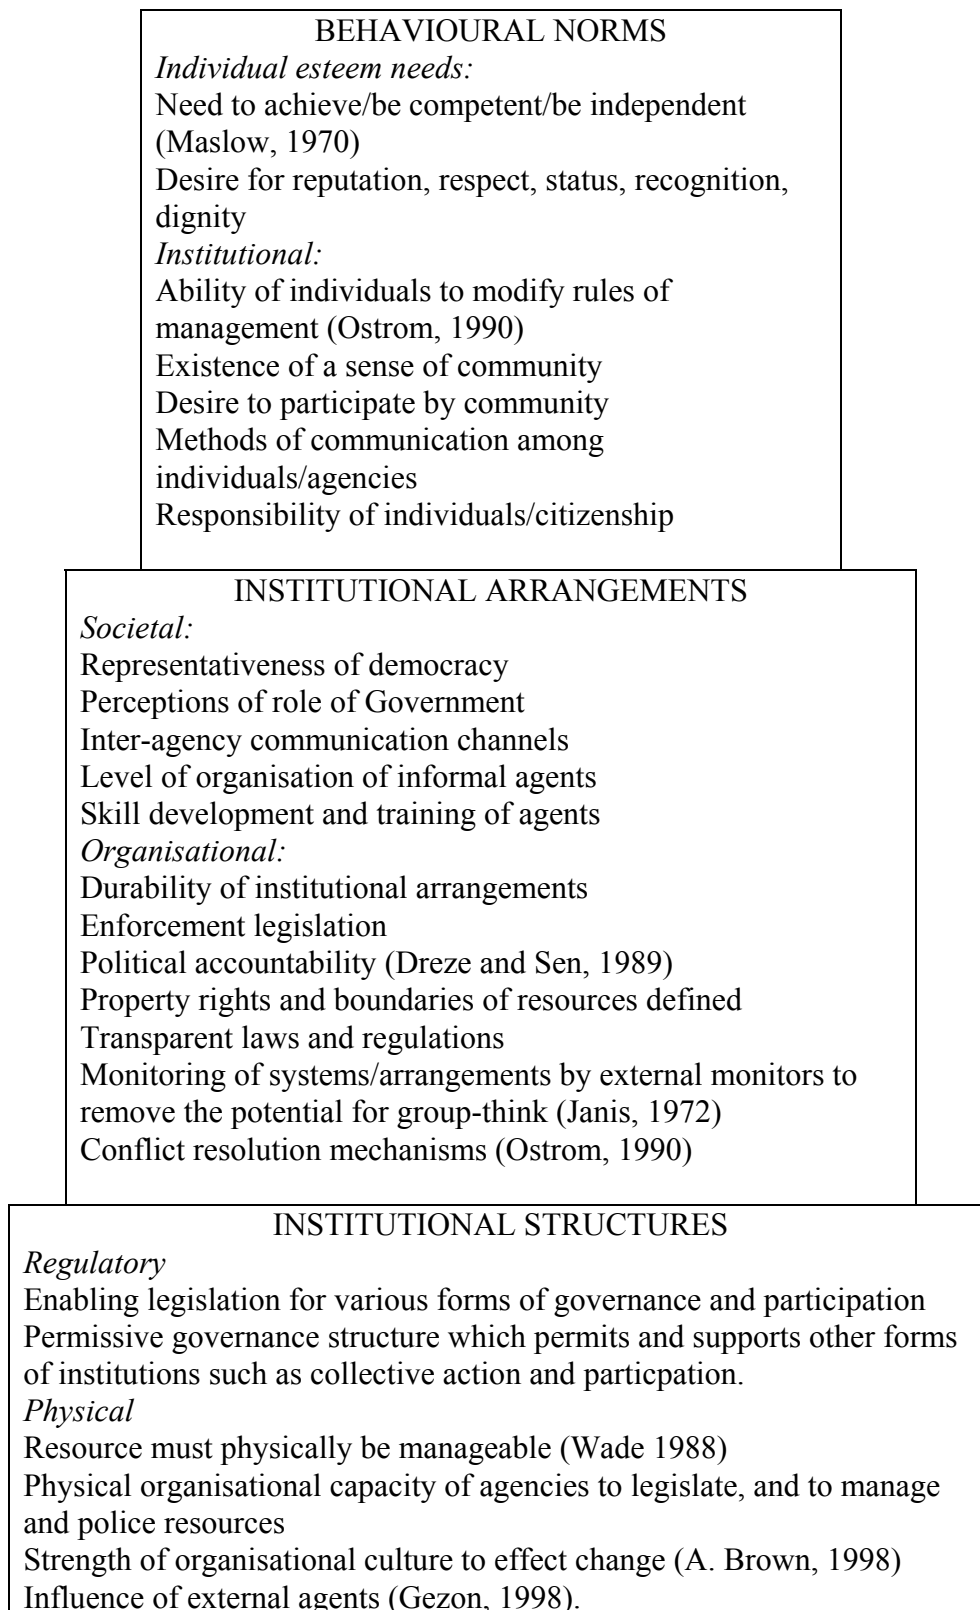 BEHAVIOURAL NORMS
Individual esteem needs:
Need to achieve/be competent/be independent
(Maslow, 1970)
Desire for reputation, respect, status, recognition,
dignity
Institutional:
Ability of individuals to modify rules of
management (Ostrom, 1990)
Existence of a sense of community
Desire to participate by community
Methods of communication among
individuals/agencies
Responsibility of individuals/citizenship
INSTITUTIONAL ARRANGEMENTS
Societal:
Representativeness of democracy
Perceptions of role of Government
Inter-agency communication channels
Level of organisation of informal agents
Skill development and training of agents
Organisational:
Durability of institutional arrangements
Enforcement legislation
Political accountability (Dreze and Sen, 1989)
Property rights and boundaries of resources defined
Transparent laws and regulations
Monitoring of systems/arrangements by external monitors to
remove the potential for group-think (Janis, 1972)
Conflict resolution mechanisms (Ostrom, 1990)
INSTITUTIONAL STRUCTURES
Regulatory
Enabling legislation for various forms of governance and participation
Permissive governance structure which permits and supports other forms
of institutions such as collective action and particpation.
Physical
Resource must physically be manageable (Wade 1988)
Physical organisational capacity of agencies to legislate, and to manage
and police resources
Strength of organisational culture to effect change (A. Brown, 1998)
Influence of external agents (Gezon, 1998).